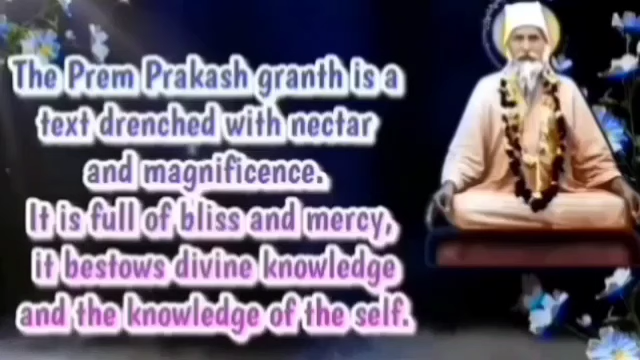 The Prem Prakash granth is a
text drenched with nectar
and magnificence.
It is full of bliss and mercy,
it bestows divine knowledge
and the knowledge of the self.